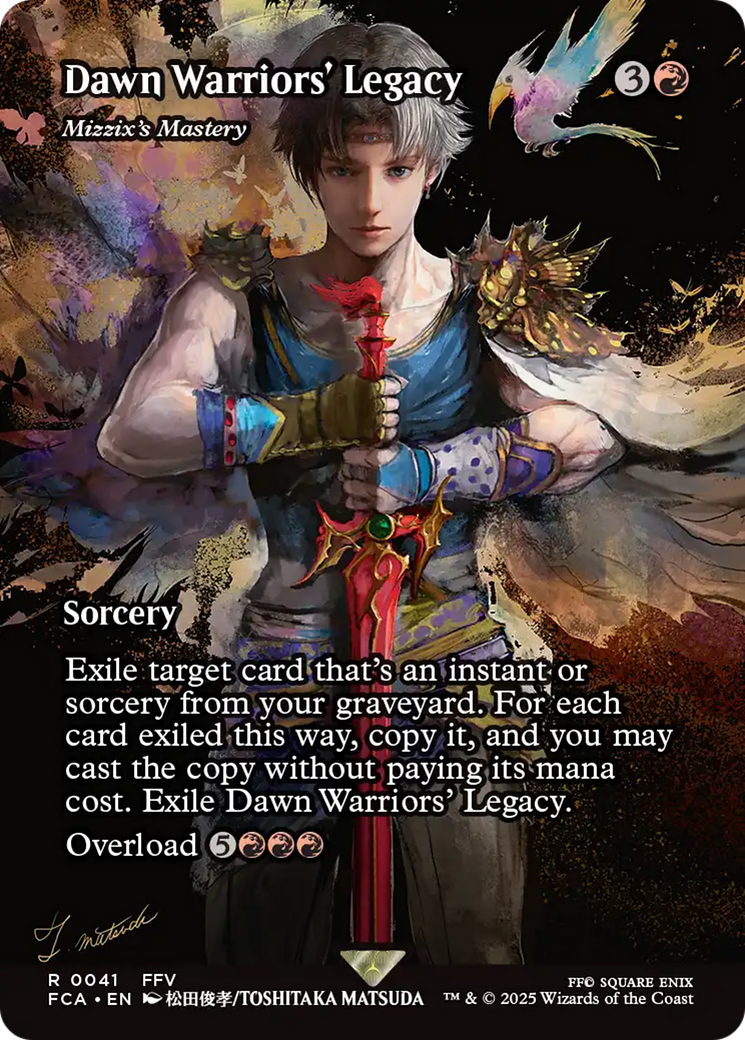 Dawn Warriors' Legacy 3
Mizzix's Mastery
Sorcery
Exile target card that's an instant or
sorcery from your graveyard. For each
card exiled this way, copy it, and you may
cast the copy without paying its mana
cost. Exile Dawn Warriors' Legacy.
Overload 5
T. Matsuda
R 0041 FFV
FCA • EN 松田俊孝/TOSHITAKA MATSUDA
FF© SQUARE ENIX
™ & © 2025 Wizards of the Coast